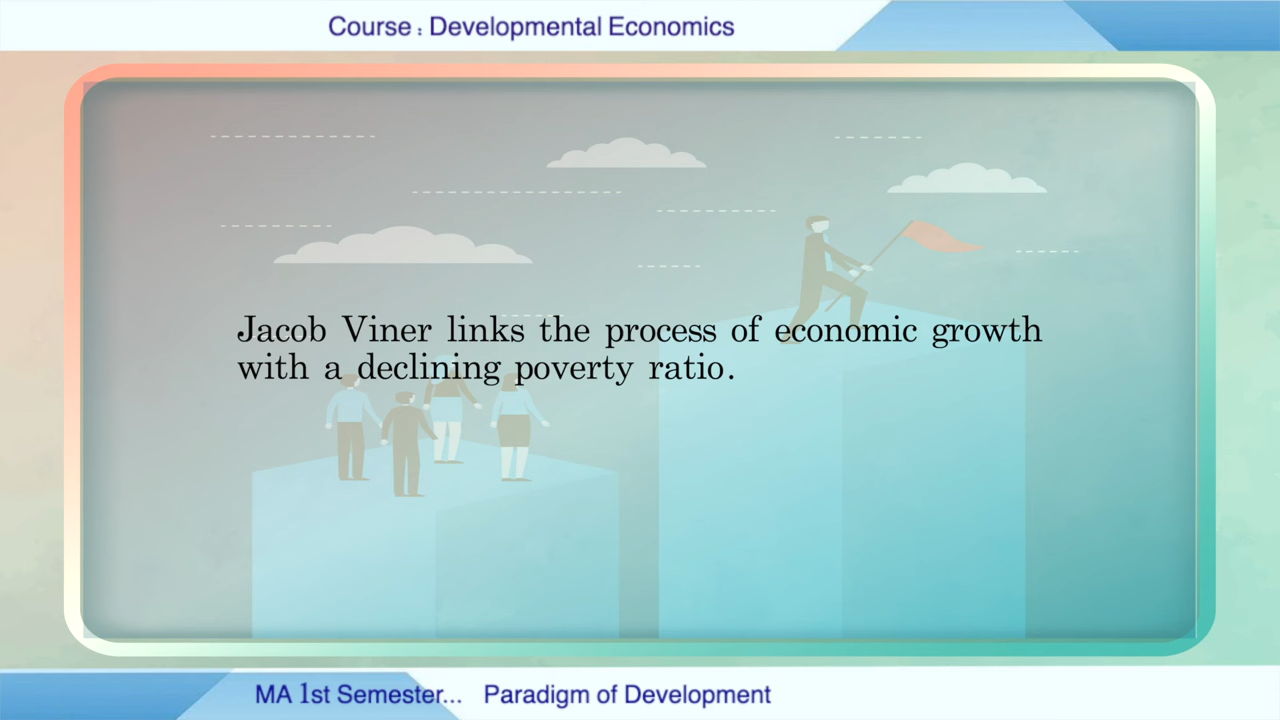 Course : Developmental Economics
Jacob Viner links the process of economic growth
with a declining poverty ratio.
MA 1st Semester... Paradigm of Development